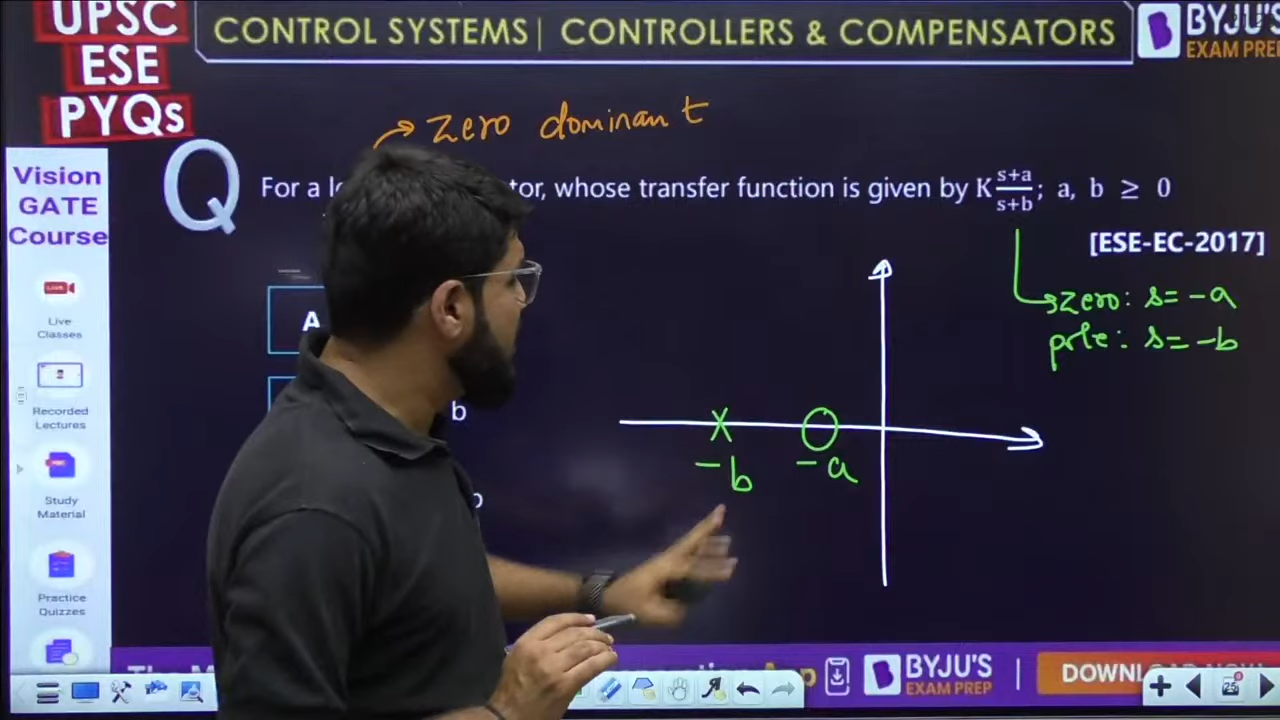 UPSC
ESE
PYQs
CONTROL SYSTEMS | CONTROLLERS & COMPENSATORS
BYJU'S
EXAM PREP
Zero dominant
Q
For a
whose transfer function is given by K s+a/s+b; a, b ≥ 0
[ESE-EC-2017]
zero: s = -a
pole: s = -b
A
b
-b
-a
Vision
GATE
Course
LIVE
Live
Classes
Recorded
Lectures
Study
Material
Practice
Quizzes
BYJU'S
EXAM PREP
25